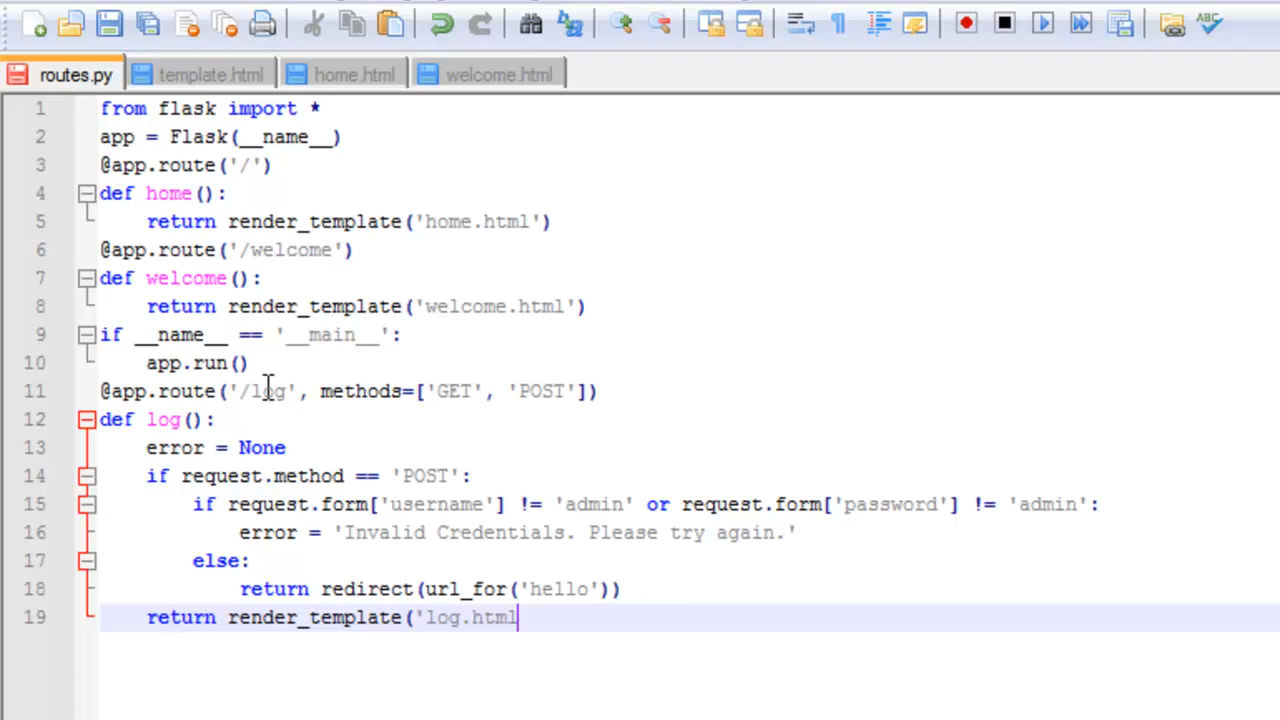 ABC
routes.py template.html home.html welcome.html
1 from flask import *
2 app = Flask(__name__)
3 @app.route('/')
4 def home():
5     return render_template('home.html')
6 @app.route('/welcome')
7 def welcome():
8     return render_template('welcome.html')
9 if __name__ == '__main__':
10     app.run()
11 @app.route('/log', methods=['GET', 'POST'])
12 def log():
13     error = None
14     if request.method == 'POST':
15         if request.form['username'] != 'admin' or request.form['password'] != 'admin':
16             error = 'Invalid Credentials. Please try again.'
17         else:
18             return redirect(url_for('hello'))
19     return render_template('log.html